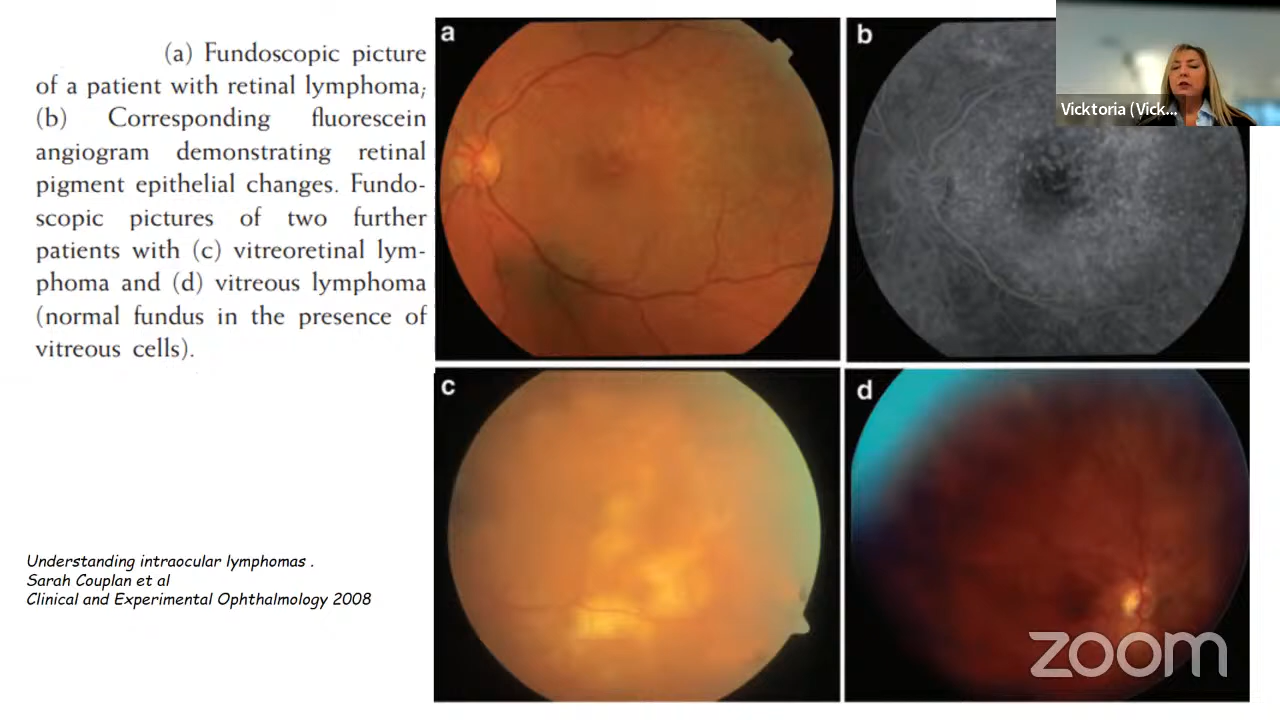 (a) Fundoscopic picture
of a patient with retinal lymphoma;
(b) Corresponding fluorescein
angiogram demonstrating retinal
pigment epithelial changes. Fundo-
scopic pictures of two further
patients with (c) vitreoretinal lym-
phoma and (d) vitreous lymphoma
(normal fundus in the presence of
vitreous cells).
Understanding intraocular lymphomas .
Sarah Couplan et al
Clinical and Experimental Ophthalmology 2008
a
b
Vicktoria (Vick...
c
d
zoom